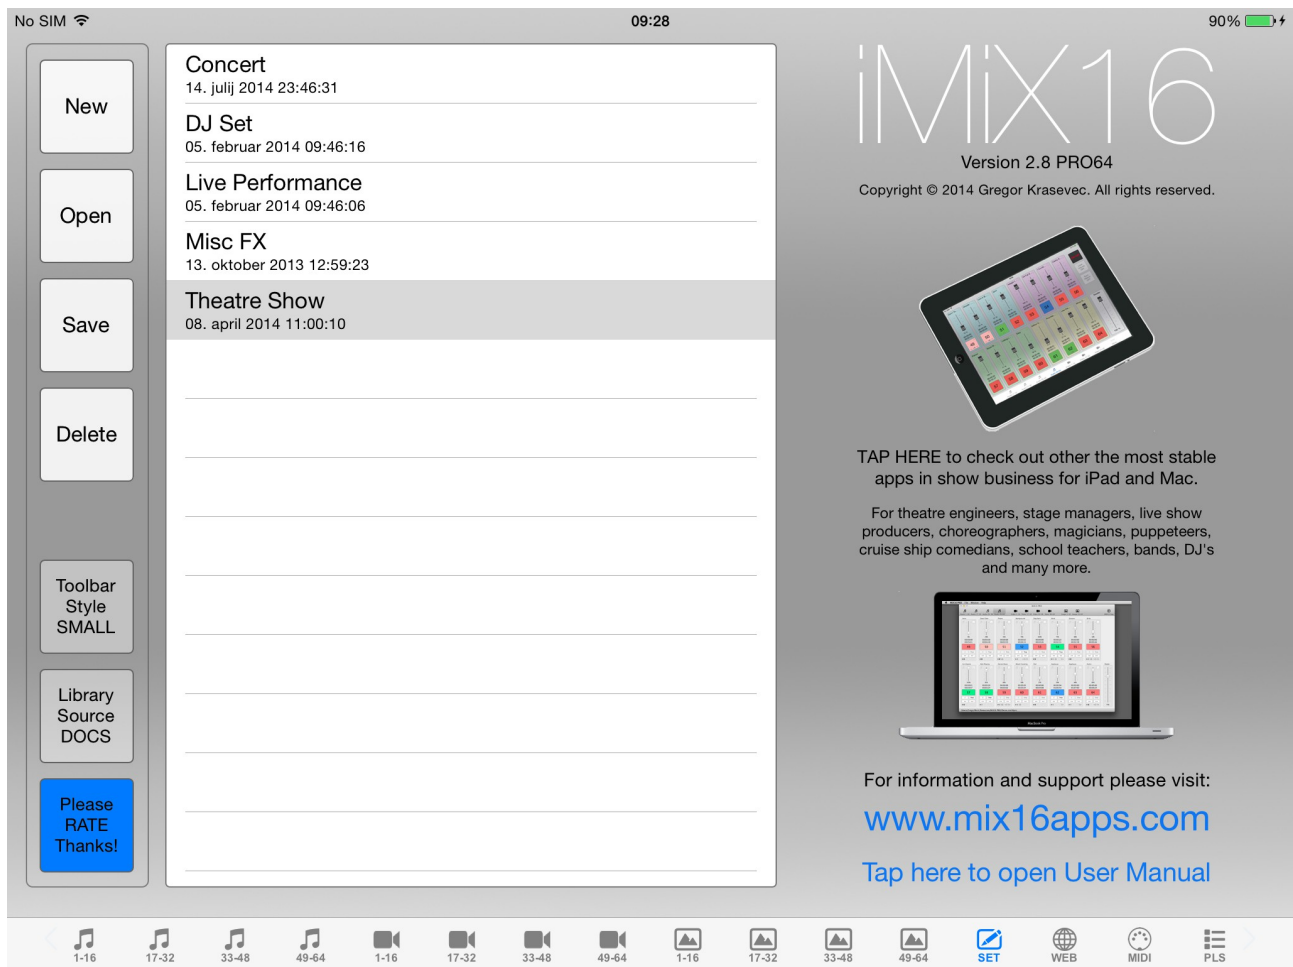 No SIM
09:28
90%
New
Open
Save
Delete
Toolbar
Style
SMALL
Library
Source
DOCS
Please
RATE
Thanks!
Concert
14. julij 2014 23:46:31
DJ Set
05. februar 2014 09:46:16
Live Performance
05. februar 2014 09:46:06
Misc FX
13. oktober 2013 12:59:23
Theatre Show
08. april 2014 11:00:10
iMiX16
Version 2.8 PRO64
Copyright © 2014 Gregor Krasevec. All rights reserved.
TAP HERE to check out other the most stable
apps in show business for iPad and Mac.
For theatre engineers, stage managers, live show
producers, choreographers, magicians, puppeteers,
cruise ship comedians, school teachers, bands, DJ's
and many more.
MacBook Pro
For information and support please visit:
www.mix16apps.com
Tap here to open User Manual
1-16
17-32
33-48
49-64
1-16
17-32
33-48
49-64
1-16
17-32
33-48
49-64
SET
WEB
MIDI
PLS